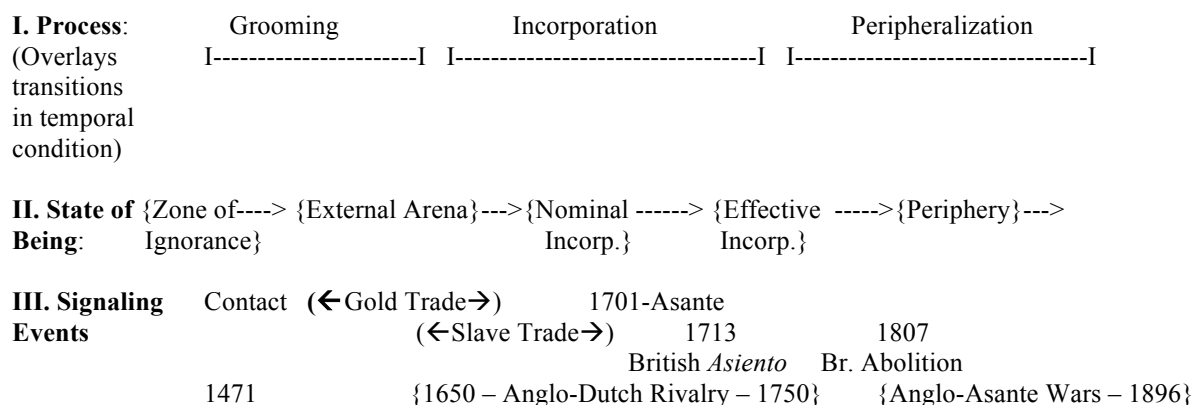 I. Process: Grooming Incorporation Peripheralization
(Overlays I-----------------------I I----------------------------------I I---------------------------------I
transitions
in temporal
condition)
II. State of {Zone of----> {External Arena}--->{Nominal ------> {Effective ----->{Periphery}--->
Being: Ignorance} Incorp.} Incorp.}
III. Signaling Contact (←Gold Trade→) 1701-Asante
Events (←Slave Trade→) 1713 1807
British Asiento Br. Abolition
1471 {1650 – Anglo-Dutch Rivalry – 1750} {Anglo-Asante Wars – 1896}